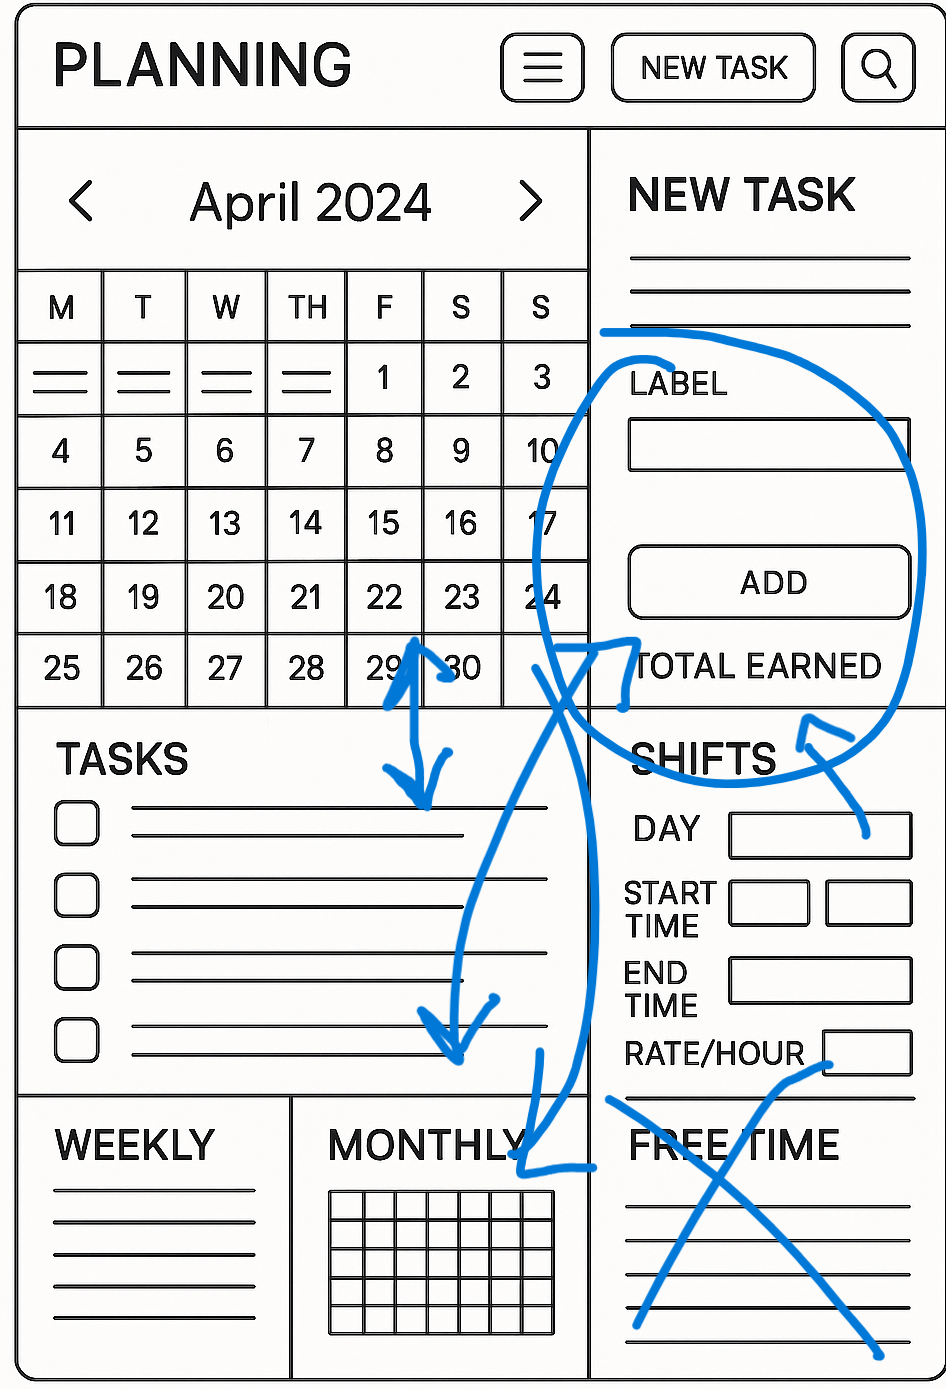 PLANNING
NEW TASK
April 2024
M T W TH F S S
1 2 3
4 5 6 7 8 9 10
11 12 13 14 15 16 17
18 19 20 21 22 23 24
25 26 27 28 29 30
NEW TASK
LABEL
ADD
TOTAL EARNED
TASKS
SHIFTS
DAY
START
TIME
END
TIME
RATE/HOUR
WEEKLY
MONTHLY
FREE TIME